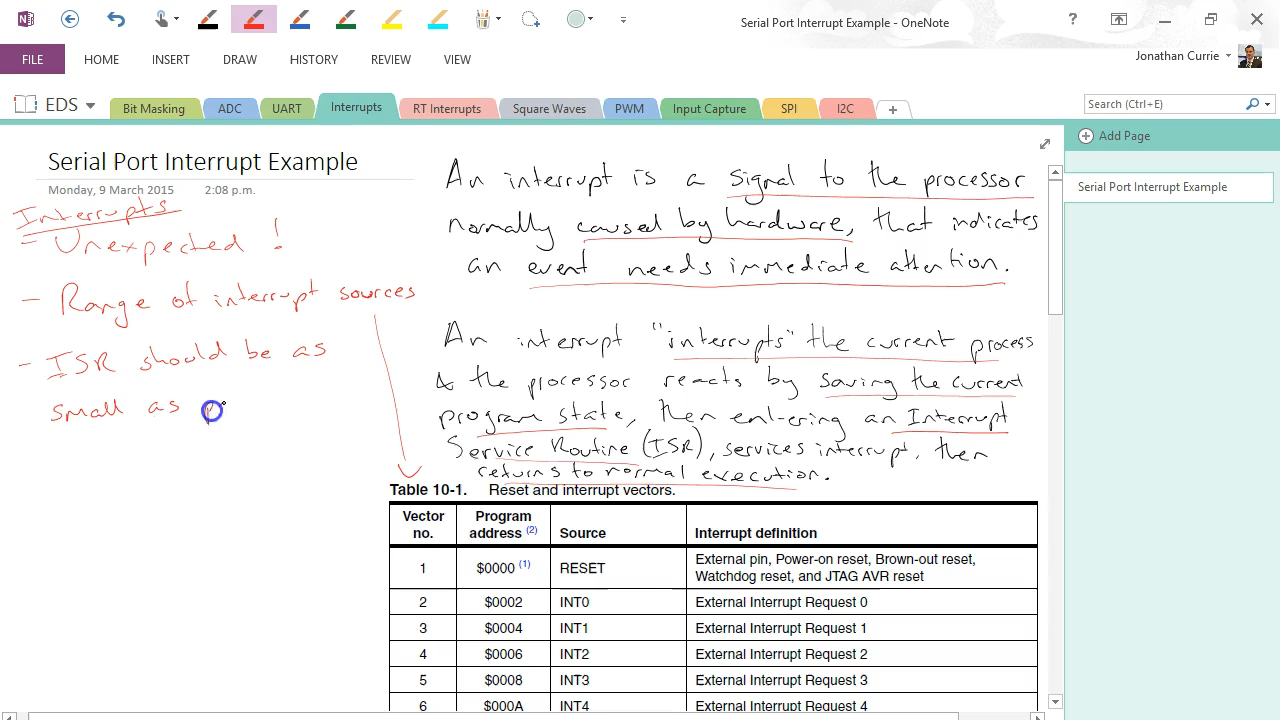 Serial Port Interrupt Example - OneNote
?
FILE
HOME
INSERT
DRAW
HISTORY
REVIEW
VIEW
Jonathan Currie
EDS
Bit Masking
ADC
UART
Interrupts
RT Interrupts
Square Waves
PWM
Input Capture
SPI
I2C
Search (Ctrl+E)
Add Page
Serial Port Interrupt Example
Serial Port Interrupt Example
Monday, 9 March 2015 2:08 p.m.
Interrupts
- Unexpected !
- Range of interrupt sources
- ISR should be as
small as p
An interrupt is a signal to the processor
normally caused by hardware, that indicates
an event needs immediate attention.
An interrupt "interrupts" the current process
& the processor reacts by saving the current
program state, then entering an Interrupt
Service Routine (ISR), services interrupt, then
returns to normal execution.
Table 10-1. Reset and interrupt vectors.
Vector no. Program address (2) Source Interrupt definition
1 $0000 (1) RESET External pin, Power-on reset, Brown-out reset,
Watchdog reset, and JTAG AVR reset
2 $0002 INT0 External Interrupt Request 0
3 $0004 INT1 External Interrupt Request 1
4 $0006 INT2 External Interrupt Request 2
5 $0008 INT3 External Interrupt Request 3
6 $000A INT4 External Interrupt Request 4